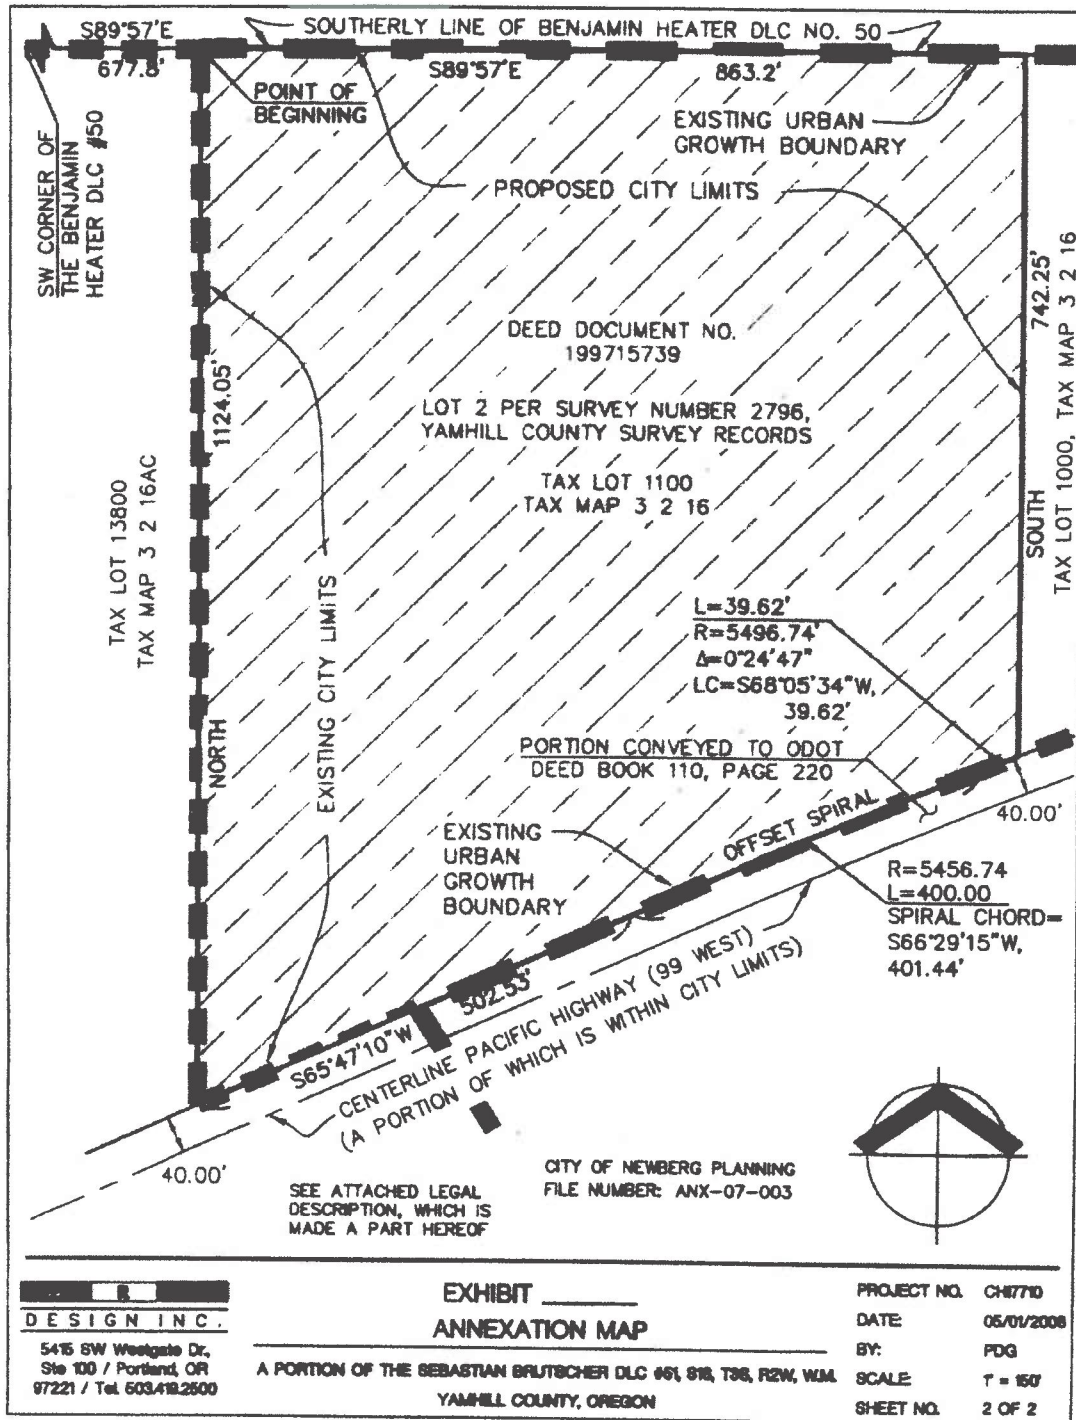 S89°57'E
SOUTHERLY LINE OF BENJAMIN HEATER DLC NO. 50
677.8'
S89°57'E
863.2'
POINT OF
BEGINNING
EXISTING URBAN
GROWTH BOUNDARY
SW CORNER OF
THE BENJAMIN
HEATER DLC #50
PROPOSED CITY LIMITS
742.25'
SOUTH
TAX LOT 1000, TAX MAP 3 2 16
DEED DOCUMENT NO.
199715739
LOT 2 PER SURVEY NUMBER 2796,
YAMHILL COUNTY SURVEY RECORDS
TAX LOT 1100
TAX MAP 3 2 16
1124.05'
NORTH
TAX LOT 13800
TAX MAP 3 2 16AC
EXISTING CITY LIMITS
L=39.62'
R=5496.74'
Δ=0°24'47"
LC=S68°05'34"W,
39.62'
PORTION CONVEYED TO ODOT
DEED BOOK 110, PAGE 220
40.00'
EXISTING
URBAN
GROWTH
BOUNDARY
OFFSET SPIRAL
R=5456.74
L=400.00
SPIRAL CHORD=
S66°29'15"W,
401.44'
502.53'
S65°47'10"W
CENTERLINE PACIFIC HIGHWAY (99 WEST)
(A PORTION OF WHICH IS WITHIN CITY LIMITS)
40.00'
SEE ATTACHED LEGAL
DESCRIPTION, WHICH IS
MADE A PART HEREOF
CITY OF NEWBERG PLANNING
FILE NUMBER: ANX-07-003
DESIGN INC.
5415 SW Westgate Dr.,
Ste 100 / Portland, OR
97221 / Tel 503.419.2500
EXHIBIT ______
ANNEXATION MAP
A PORTION OF THE SEBASTIAN BRUTSCHER DLC #51, R2W, W.M.
YAMHILL COUNTY, OREGON
PROJECT NO.
DATE: 05/01/2008
BY: PDG
SCALE: 1" = 150'
SHEET NO. 2 OF 2